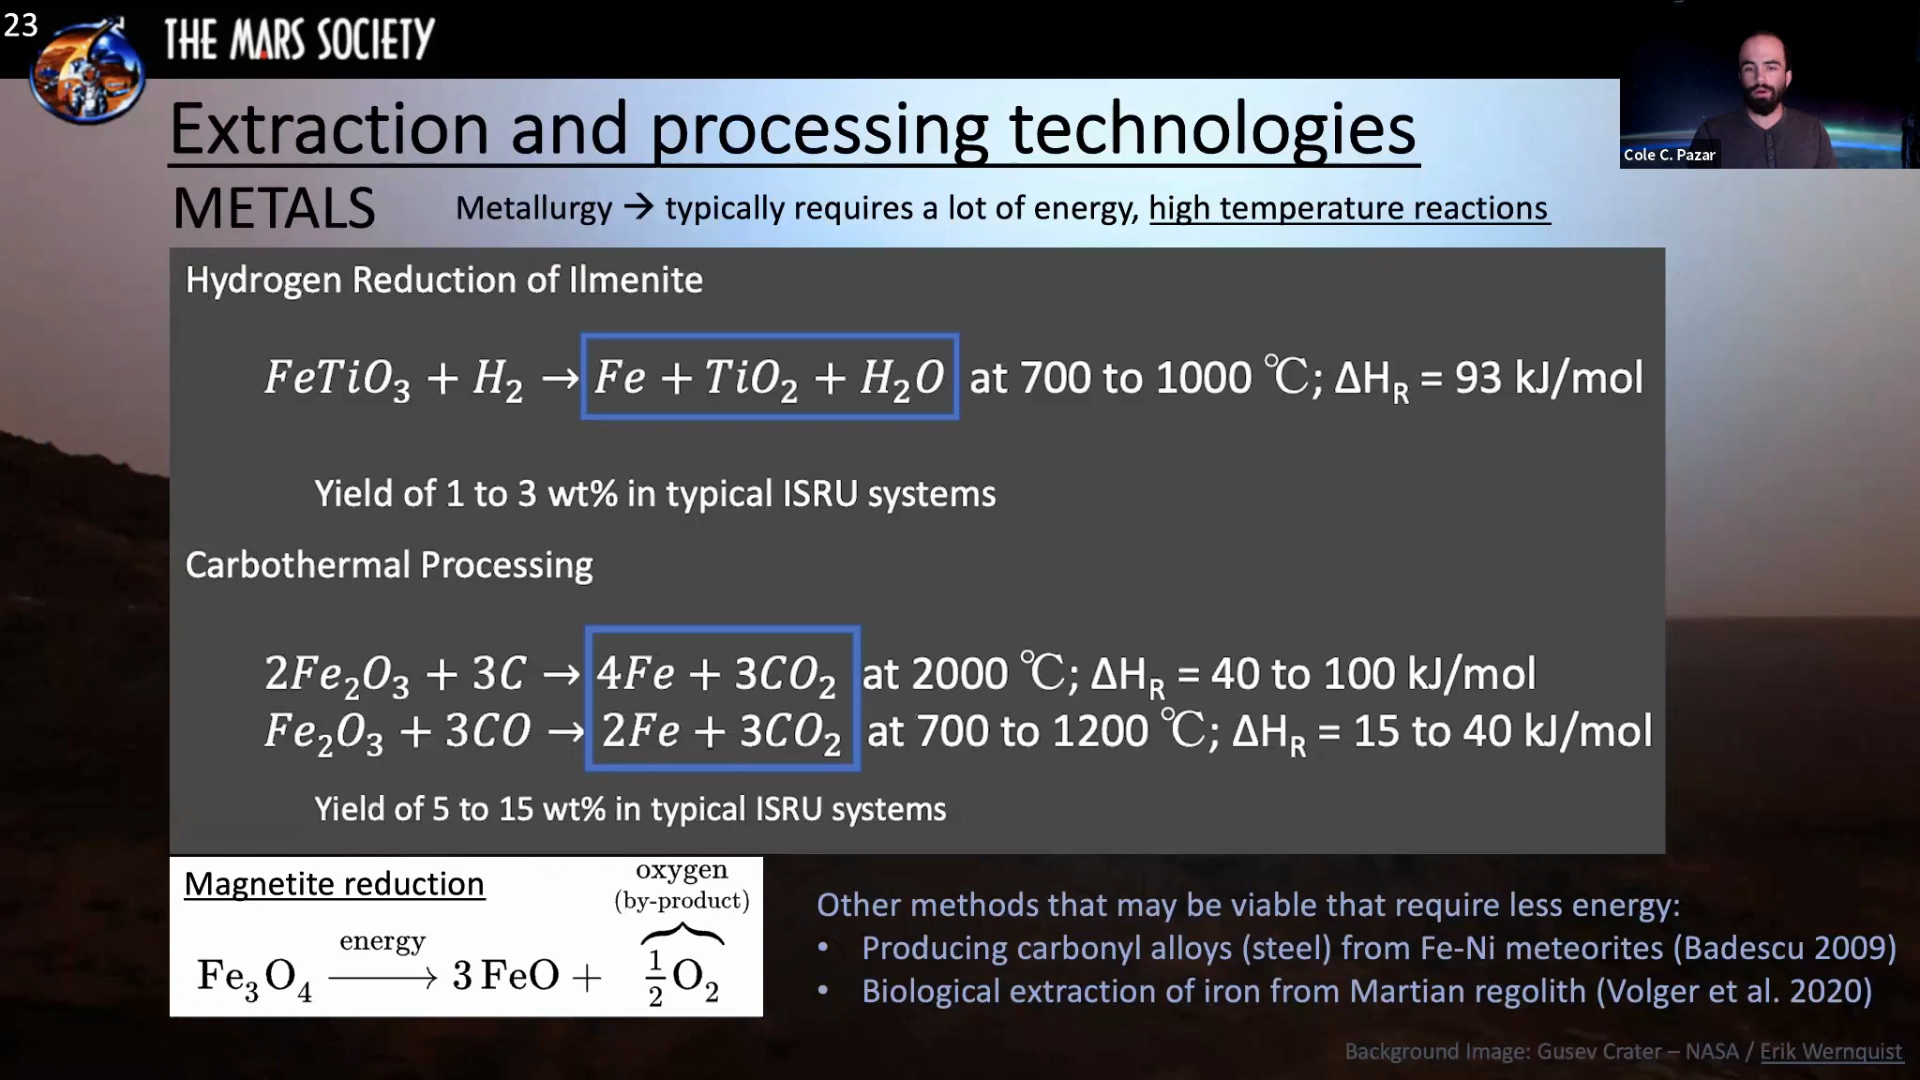 23
THE MARS SOCIETY
Cole C. Pazar
Extraction and processing technologies
METALS
Metallurgy → typically requires a lot of energy, high temperature reactions
Hydrogen Reduction of Ilmenite
FeTiO₃ + H₂ → Fe + TiO₂ + H₂O at 700 to 1000 ℃; ΔH_R = 93 kJ/mol
Yield of 1 to 3 wt% in typical ISRU systems
Carbothermal Processing
2Fe₂O₃ + 3C → 4Fe + 3CO₂ at 2000 ℃; ΔH_R = 40 to 100 kJ/mol
Fe₂O₃ + 3CO → 2Fe + 3CO₂ at 700 to 1200 ℃; ΔH_R = 15 to 40 kJ/mol
Yield of 5 to 15 wt% in typical ISRU systems
Magnetite reduction
oxygen
(by-product)
energy
Fe₃O₄ → 3 FeO + ½ O₂
Other methods that may be viable that require less energy:
• Producing carbonyl alloys (steel) from Fe-Ni meteorites (Badescu 2009)
• Biological extraction of iron from Martian regolith (Volger et al. 2020)
Background Image: Gusev Crater – NASA / Erik Wernquist